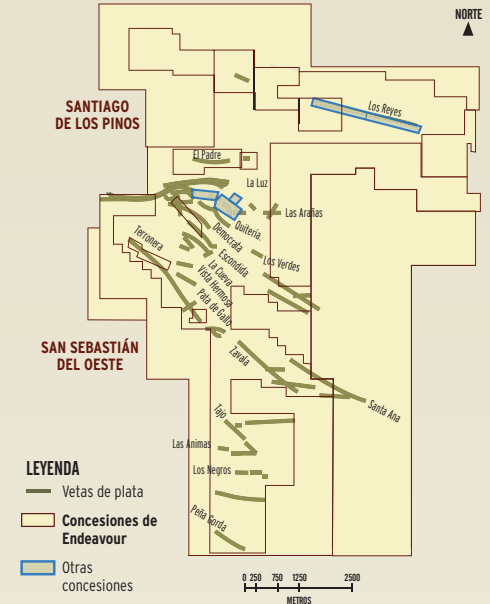 NORTE
SANTIAGO
DE LOS PINOS
Los Reyes
El Padre
La Luz
Las Arañas
Quiteria.
Democrata
Terronera
Escondida
Los Verdes
La Cueva
Vista Hermosa
Pata de Gallo
SAN SEBASTIÁN
DEL OESTE
Zavala
Santa Ana
Tajo
Las Animas
Los Negros
Peña Gorda
LEYENDA
Vetas de plata
Concesiones de
Endeavour
Otras
concesiones
0 250 750 1250 2500
METROS